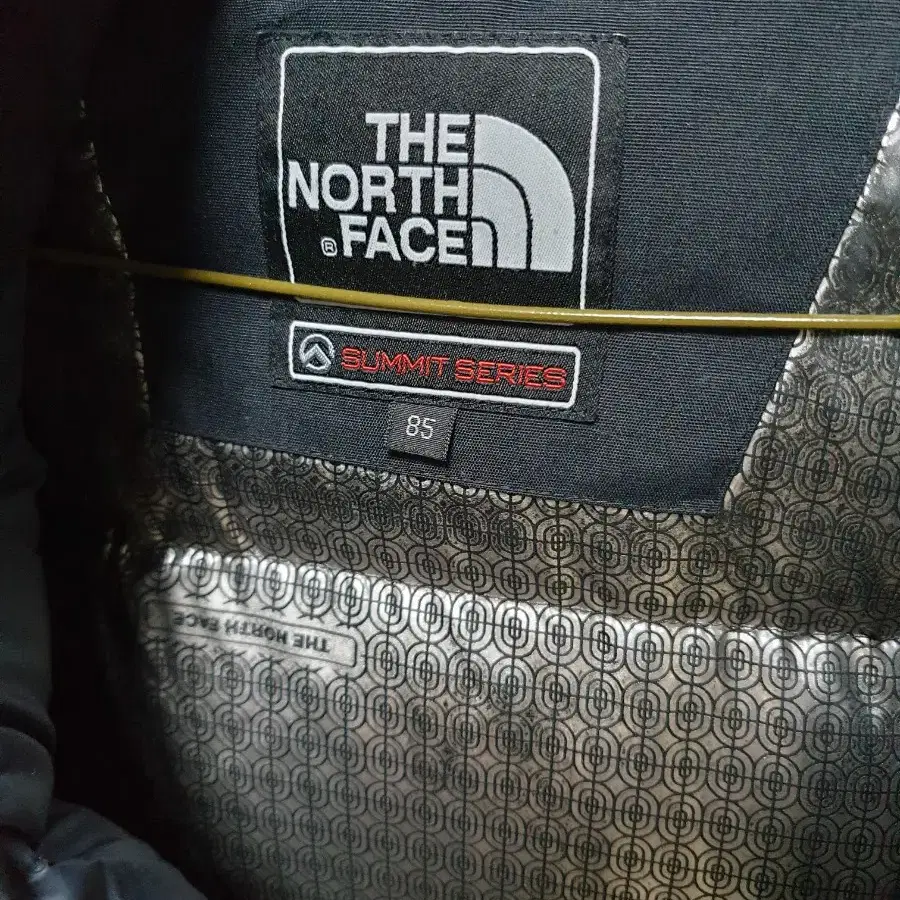 THE
NORTH
® FACE
SUMMIT SERIES
85
THE NORTH FACE